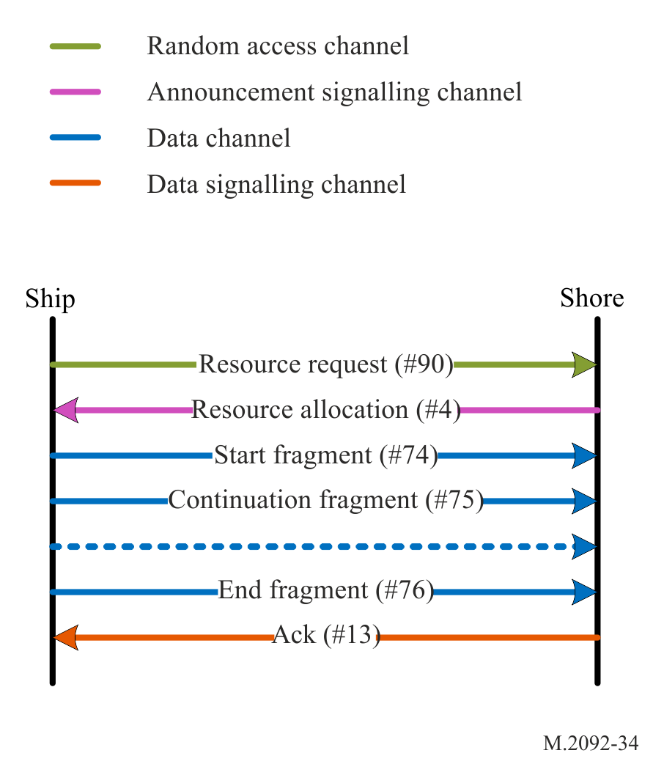 Random access channel
Announcement signalling channel
Data channel
Data signalling channel
Ship Shore
Resource request (#90)
Resource allocation (#4)
Start fragment (#74)
Continuation fragment (#75)
End fragment (#76)
Ack (#13)
M.2092-34